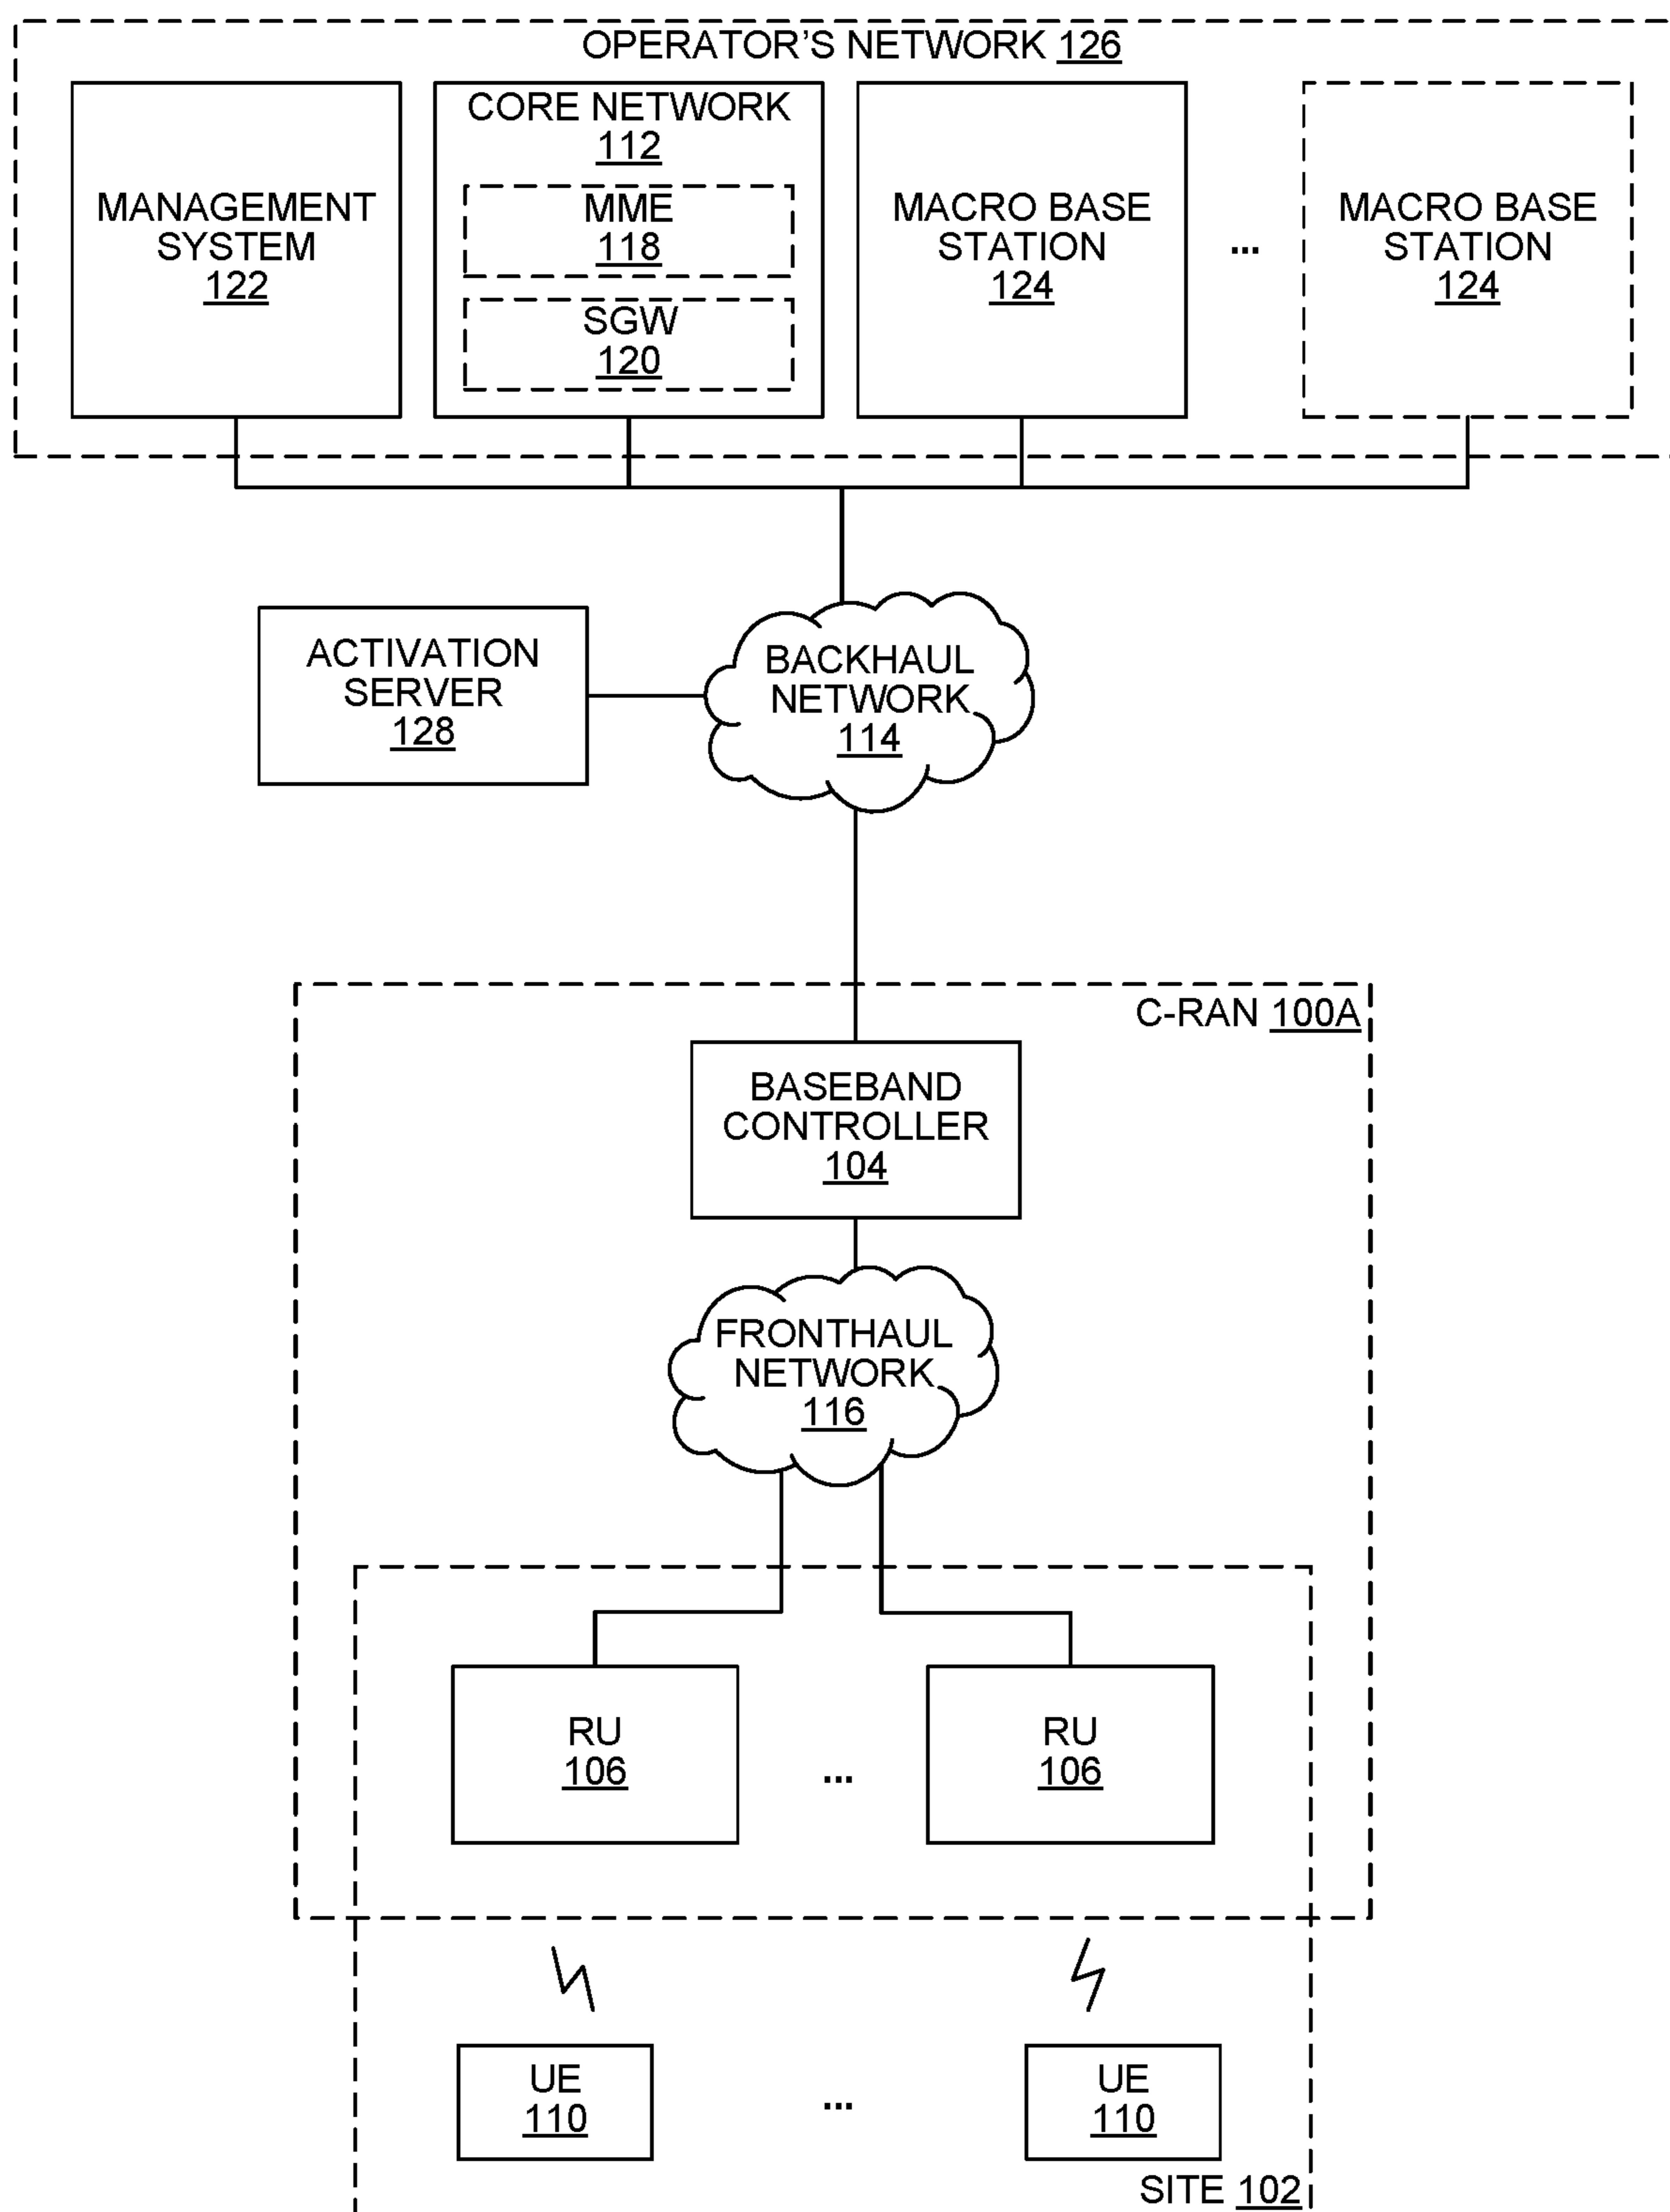 OPERATOR'S NETWORK 126
MANAGEMENT
SYSTEM
122
CORE NETWORK
112
MME
118
SGW
120
MACRO BASE
STATION
124
...
MACRO BASE
STATION
124
ACTIVATION
SERVER
128
BACKHAUL
NETWORK
114
C-RAN 100A
BASEBAND
CONTROLLER
104
FRONTHAUL
NETWORK
116
RU
106
...
RU
106
UE
110
...
UE
110
SITE 102